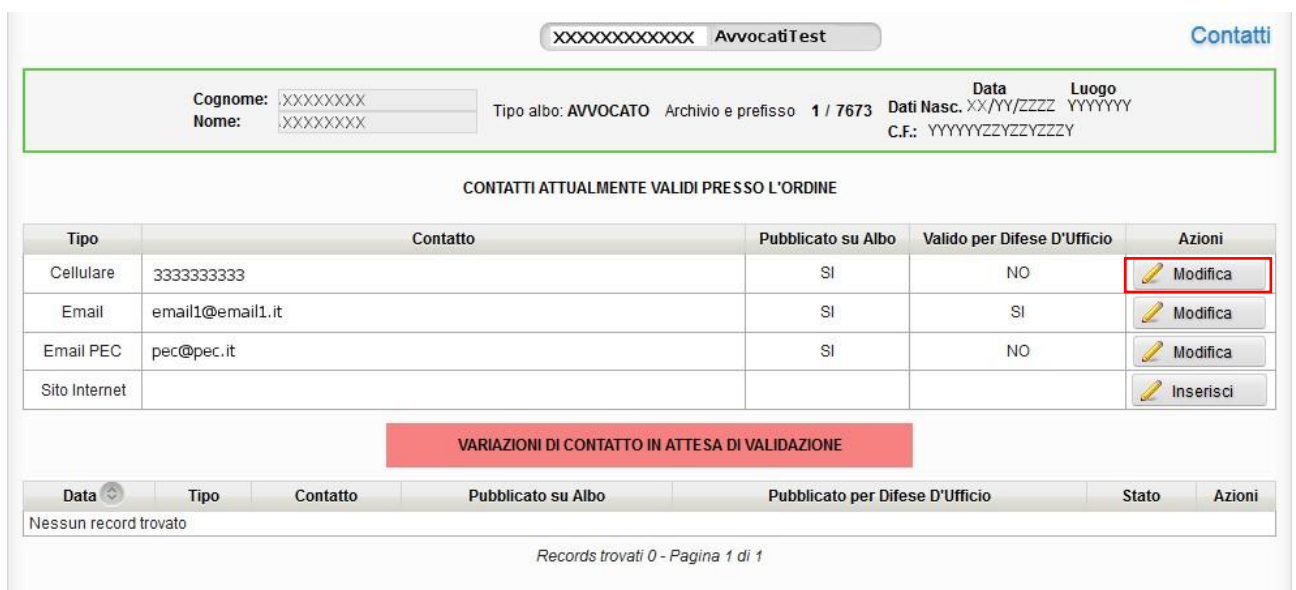 XXXXXXXXXXXX AvvocatiTest
Contatti
Cognome: XXXXXXXX
Nome: XXXXXXXX
Tipo albo: AVVOCATO Archivio e prefisso 1 / 7673
Data Luogo
Dati Nasc. XX/YY/ZZZZ YYYYYYY
C.F.: YYYYYYZZYZZYZZZY
CONTATTI ATTUALMENTE VALIDI PRESSO L'ORDINE
Tipo Contatto Pubblicato su Albo Valido per Difese D'Ufficio Azioni
Cellulare 3333333333 SI NO Modifica
Email email1@email1.it SI SI Modifica
Email PEC pec@pec.it SI NO Modifica
Sito Internet Inserisci
VARIAZIONI DI CONTATTO IN ATTESA DI VALIDAZIONE
Data Tipo Contatto Pubblicato su Albo Pubblicato per Difese D'Ufficio Stato Azioni
Nessun record trovato
Records trovati 0 - Pagina 1 di 1